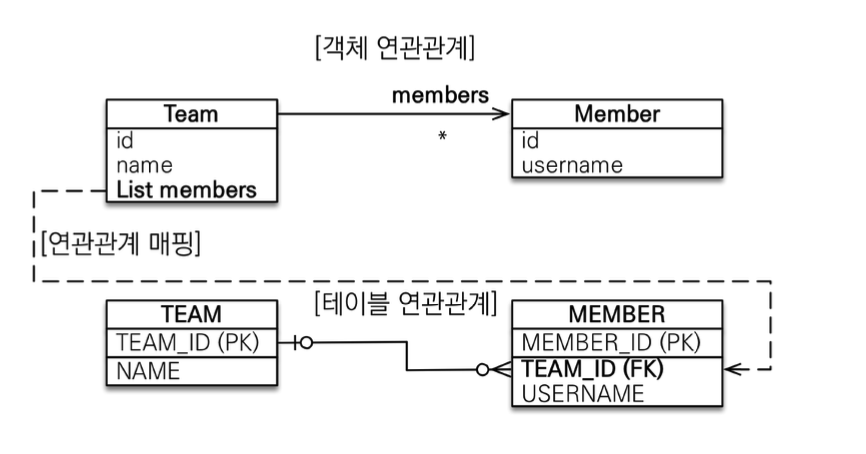 [객체 연관관계]
members
Team
Member
*
id
name
List members
id
username
[연관관계 매핑]
[테이블 연관관계]
TEAM
TEAM_ID (PK)
NAME
MEMBER
MEMBER_ID (PK)
TEAM_ID (FK)
USERNAME